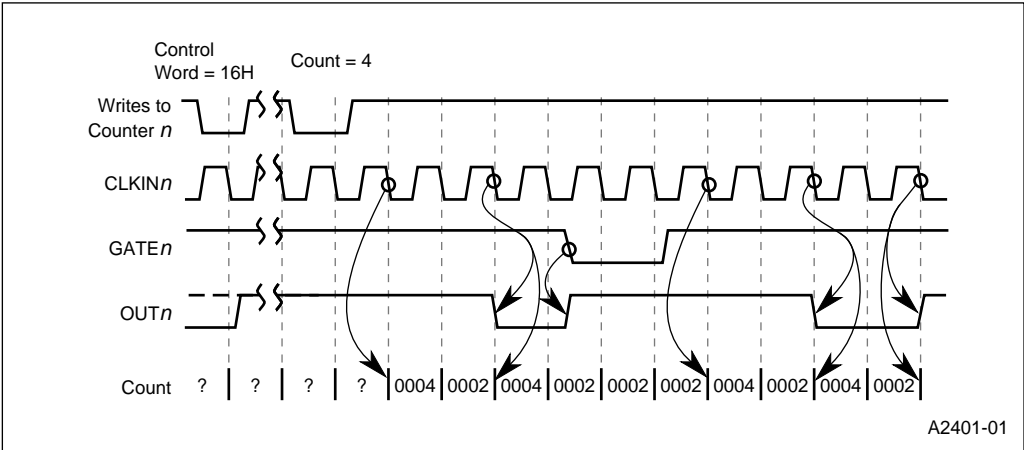 Control
Word = 16H
Count = 4
Writes to
Counter n
CLKINn
GATEn
OUTn
Count ? ? ? ? 0004 0002 0004 0002 0002 0002 0004 0002 0004 0002
A2401-01